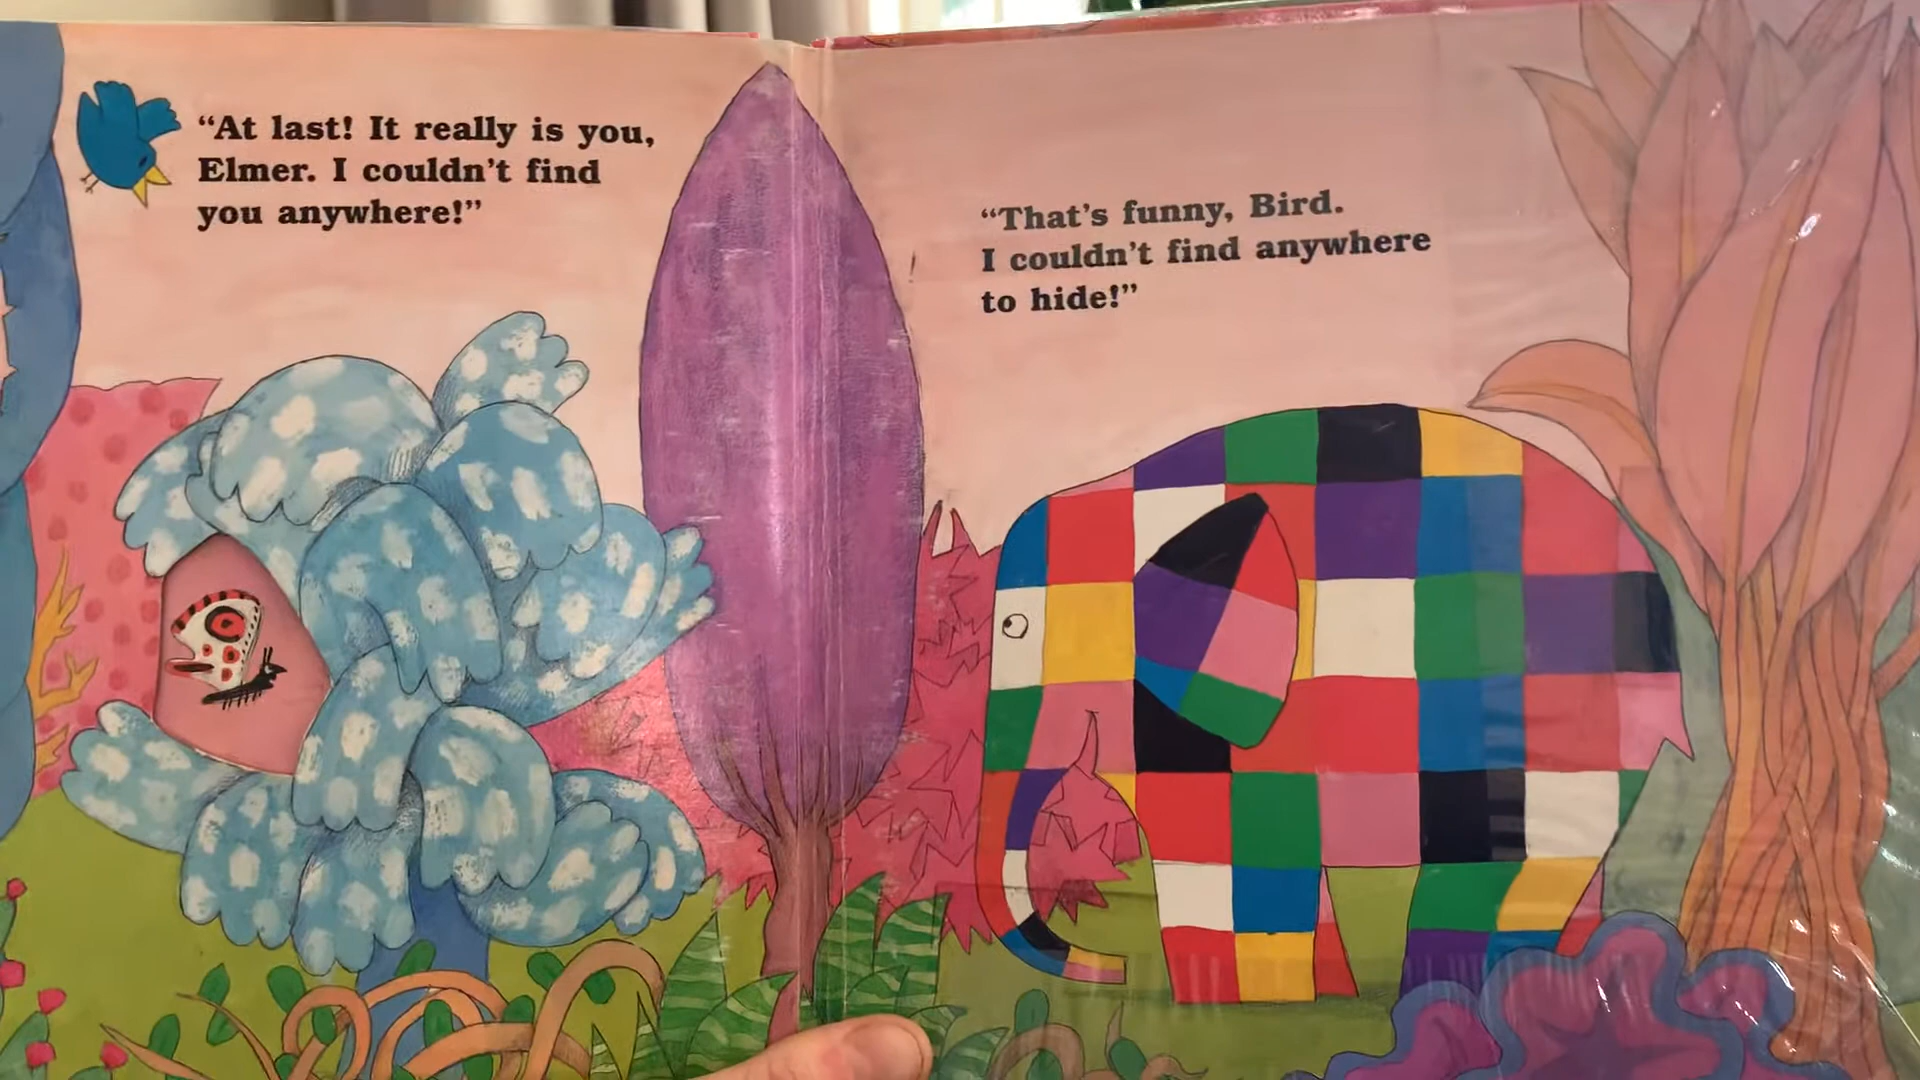 “At last! It really is you,
Elmer. I couldn’t find
you anywhere!”
“That’s funny, Bird.
I couldn’t find anywhere
to hide!”